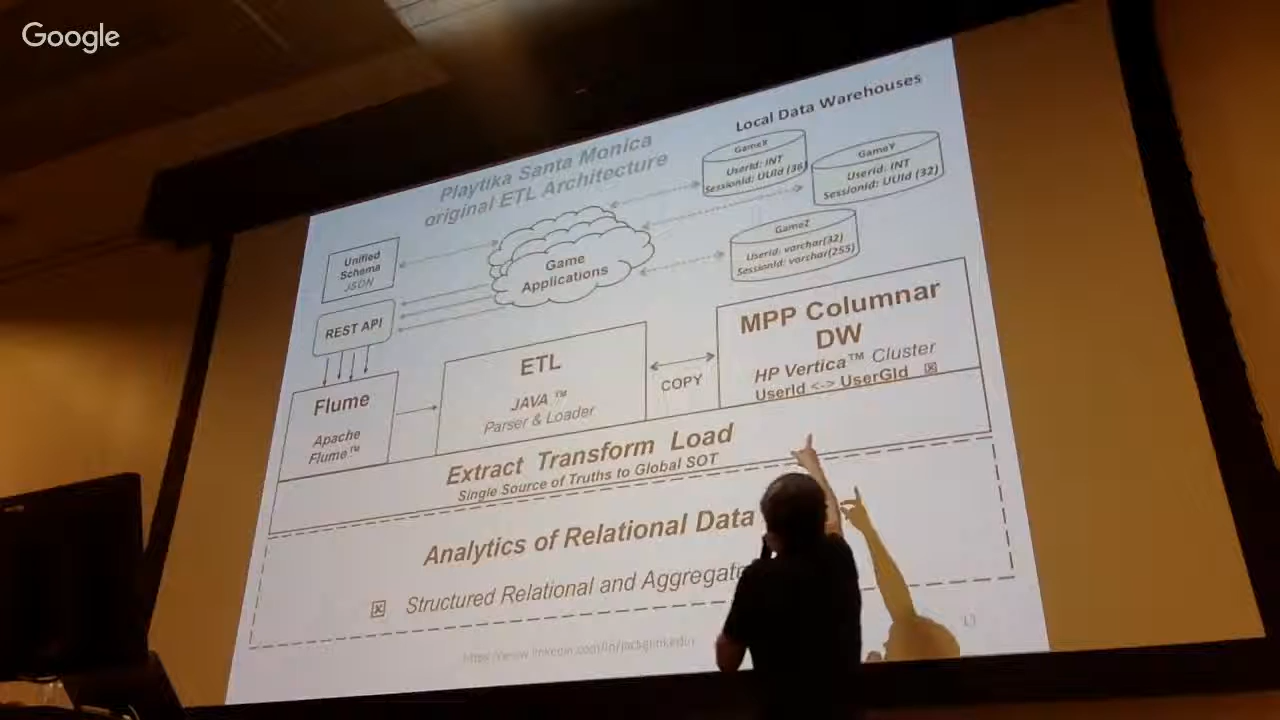 Google
Playtika Santa Monica
original ETL Architecture
Local Data Warehouses
GameX
UserId: INT
SessionId: UUId (36)
GameY
UserId: INT
SessionId: UUId (32)
GameZ
UserId: varchar(32)
SessionId: varchar(255)
Unified
Schema
JSON
Game
Applications
REST API
Flume
Apache
Flume™
ETL
JAVA ™
Parser & Loader
COPY
MPP Columnar
DW
HP Vertica™ Cluster
UserId <-> UserGId
Extract Transform Load
Single Source of Truths to Global SOT
Analytics of Relational Data
Structured Relational and Aggregate